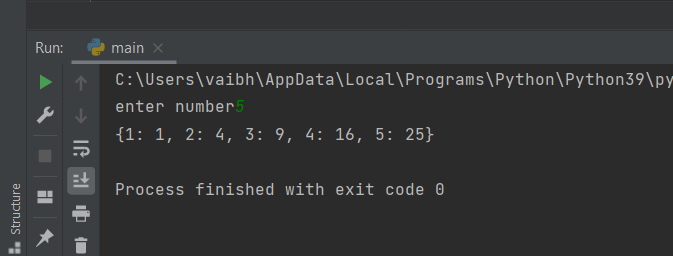 Run: main
C:\Users\vaibh\AppData\Local\Programs\Python\Python39\py
enter number5
{1: 1, 2: 4, 3: 9, 4: 16, 5: 25}
Process finished with exit code 0
Structure